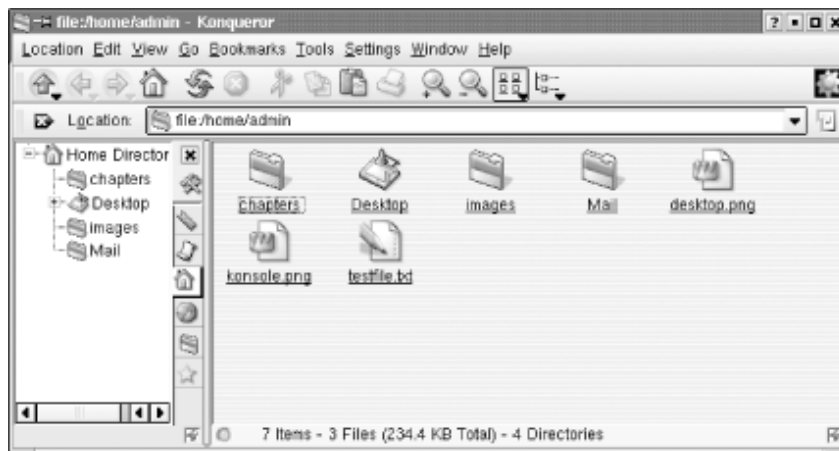 file:/home/admin - Konqueror
Location Edit View Go Bookmarks Tools Settings Window Help
Location: file:/home/admin
Home Director
chapters
Desktop
images
Mail
chapters Desktop images Mail desktop.png
konsole.png testfile.txt
7 Items - 3 Files (234.4 KB Total) - 4 Directories